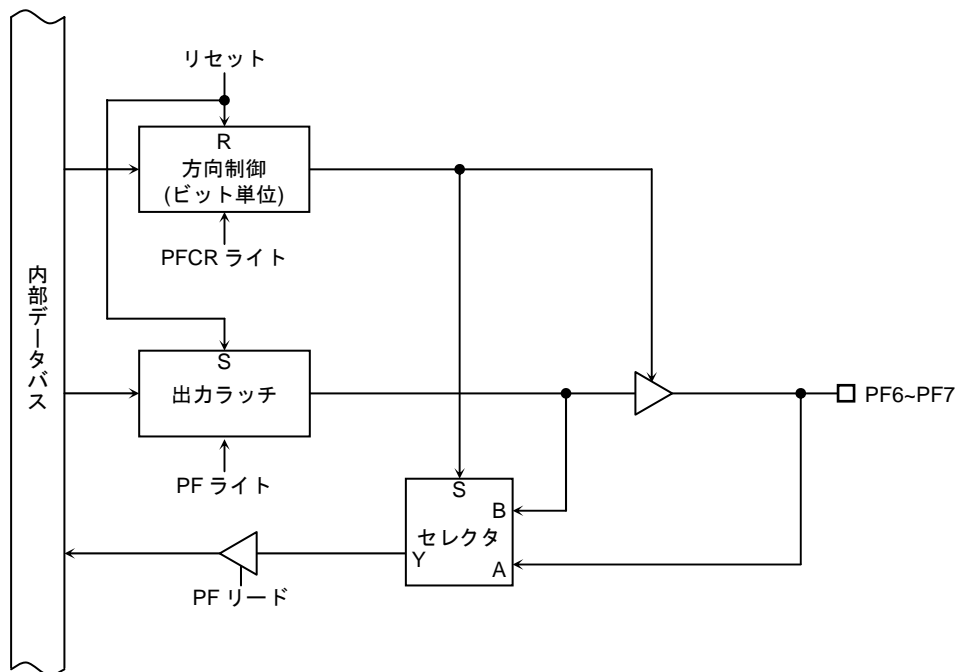 リセット
R
方向制御
(ビット単位)
PFCR ライト
内部データバス
S
出力ラッチ
PF ライト
PF6~PF7
S
B
セレクタ
Y
A
PF リード